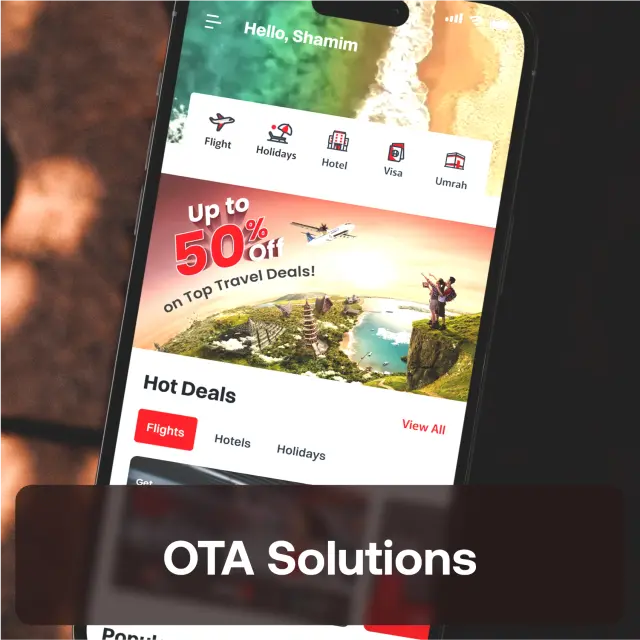 Hello, Shamim
Flight
Holidays
Hotel
Visa
Umrah
Up to
50% Off
on Top Travel Deals!
Hot Deals
View All
Flights
Hotels
Holidays
Get
OTA Solutions